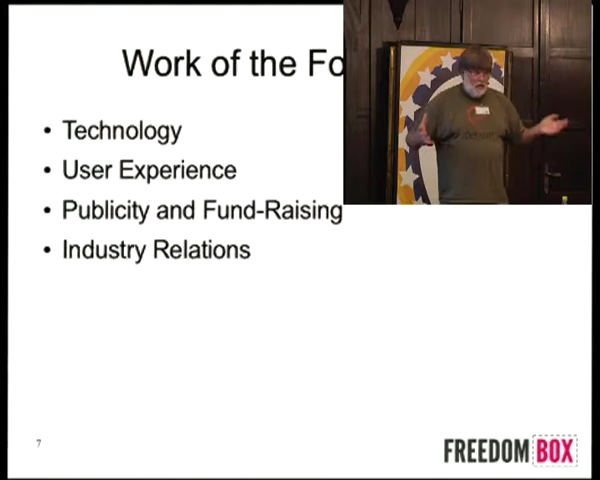 Work of the Fo
• Technology
• User Experience
• Publicity and Fund-Raising
• Industry Relations
7
FREEDOM BOX